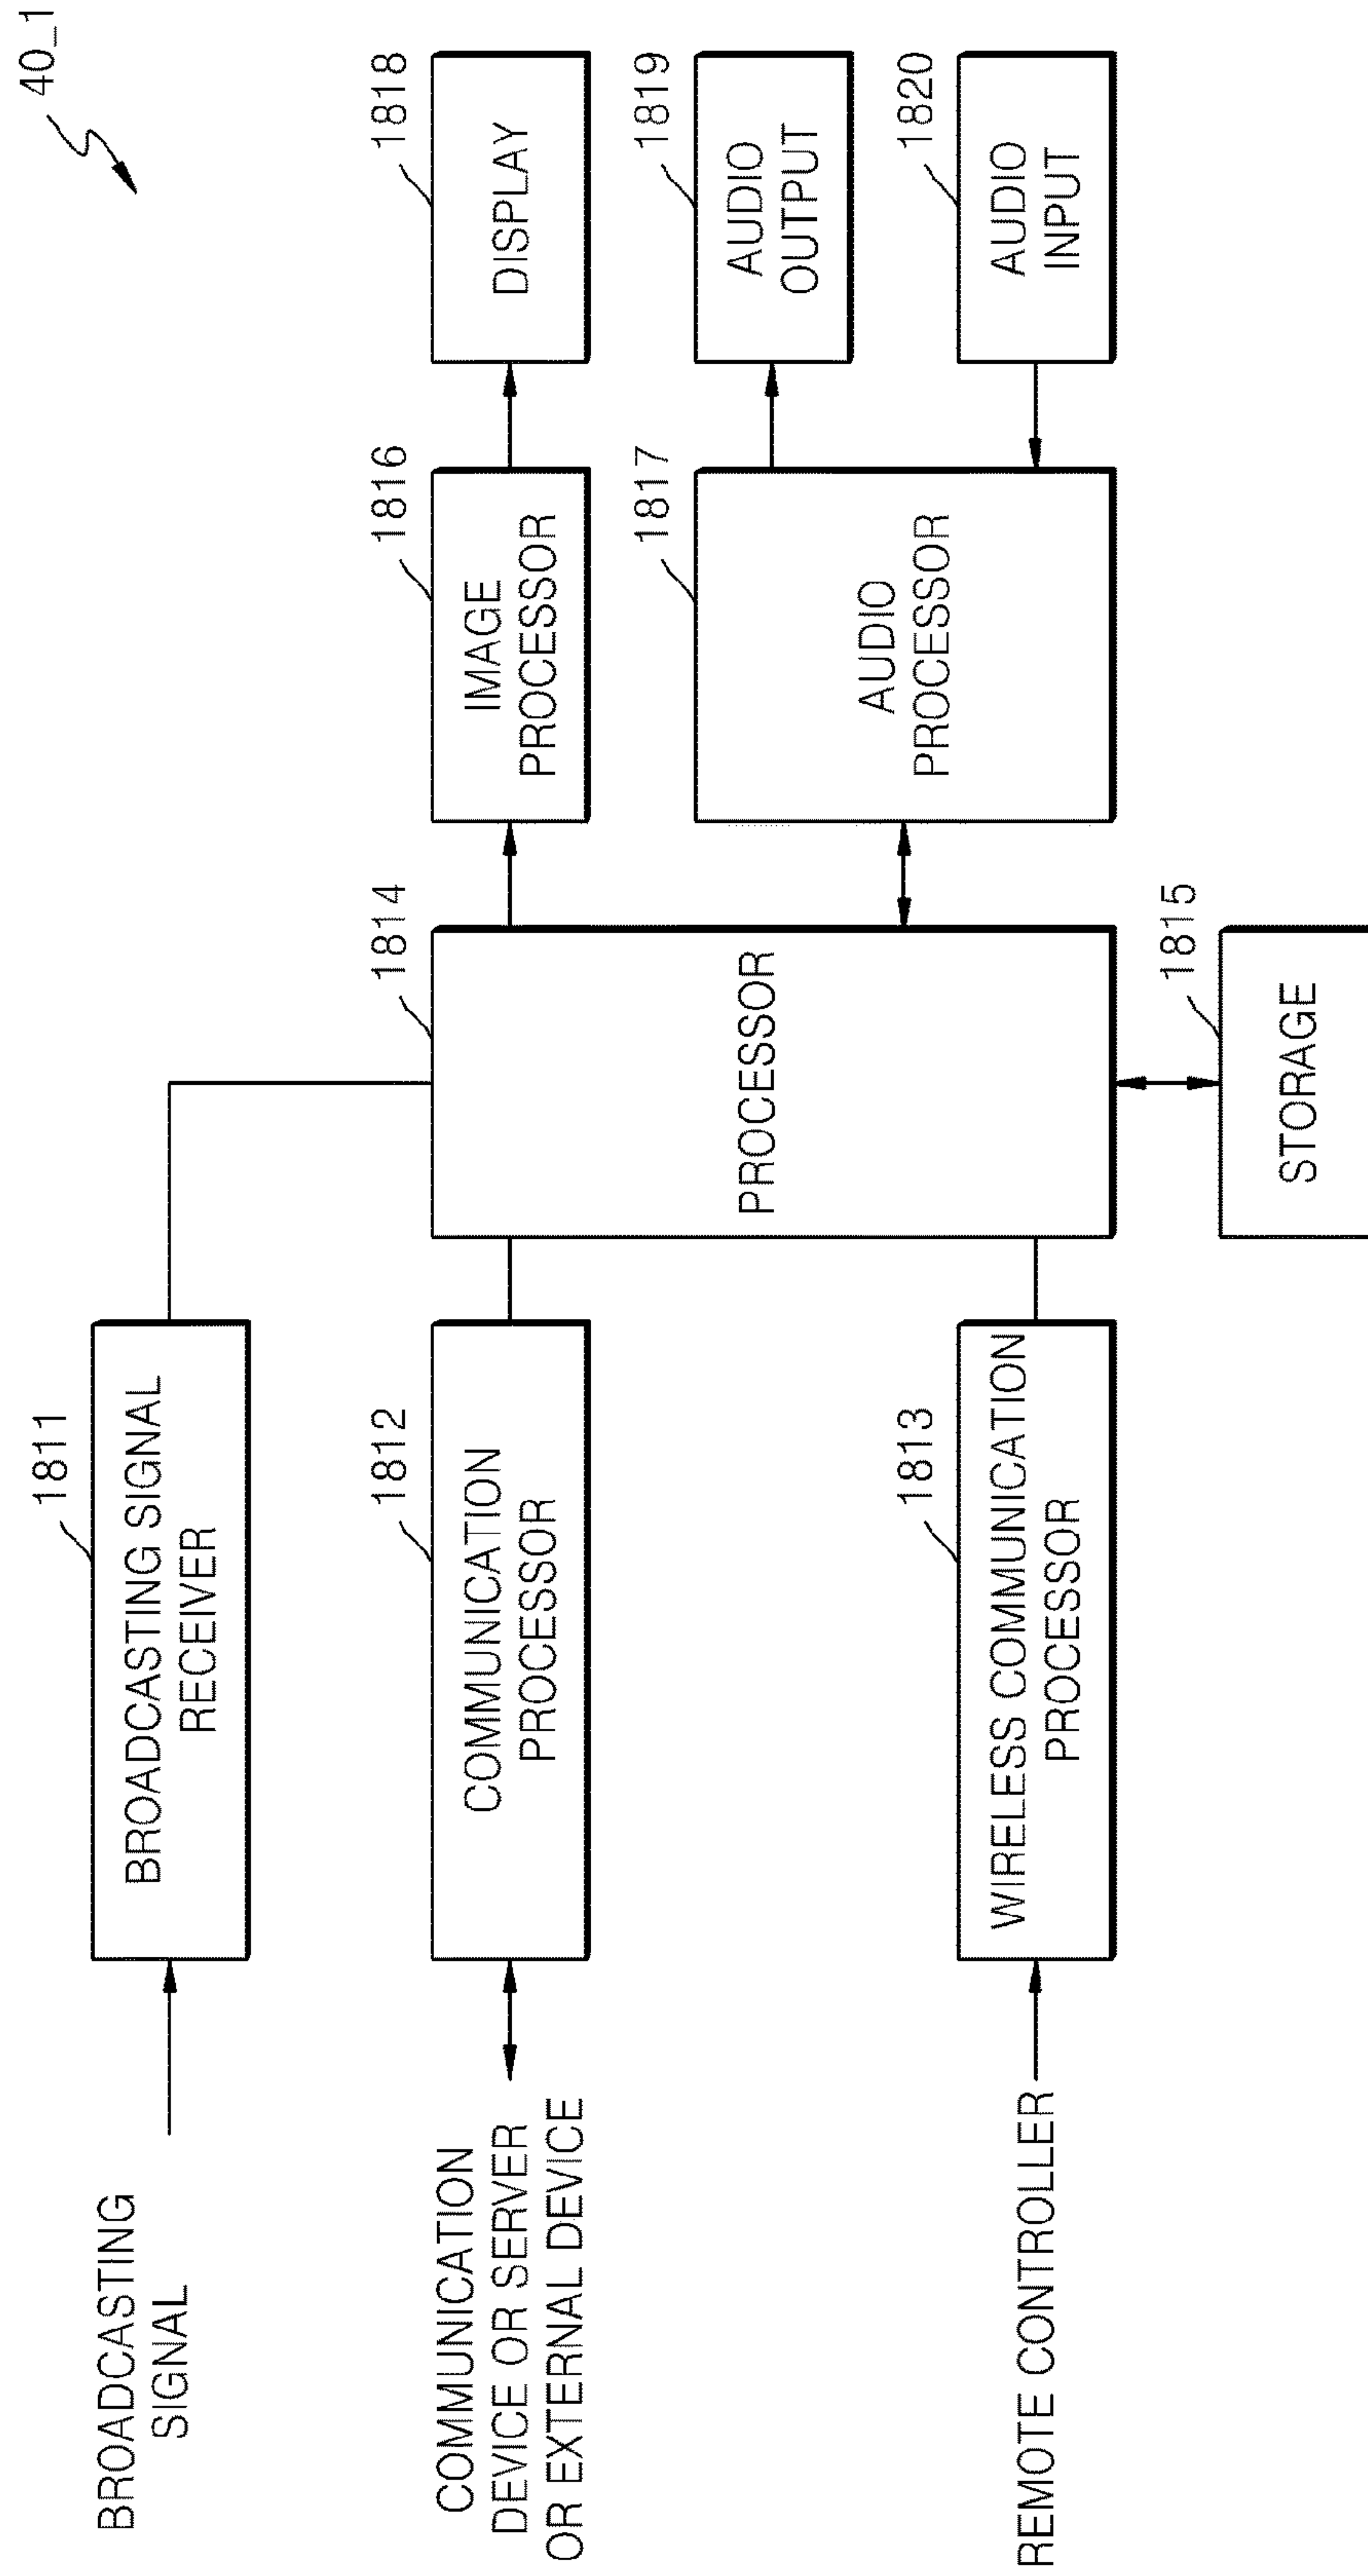 40_1
BROADCASTING
SIGNAL
1811
BROADCASTING SIGNAL
RECEIVER
COMMUNICATION
DEVICE OR SERVER
OR EXTERNAL DEVICE
1812
COMMUNICATION
PROCESSOR
REMOTE CONTROLLER
1813
WIRELESS COMMUNICATION
PROCESSOR
1814
PROCESSOR
1815
STORAGE
1816
IMAGE
PROCESSOR
1818
DISPLAY
1817
AUDIO
PROCESSOR
1819
AUDIO
OUTPUT
1820
AUDIO
INPUT